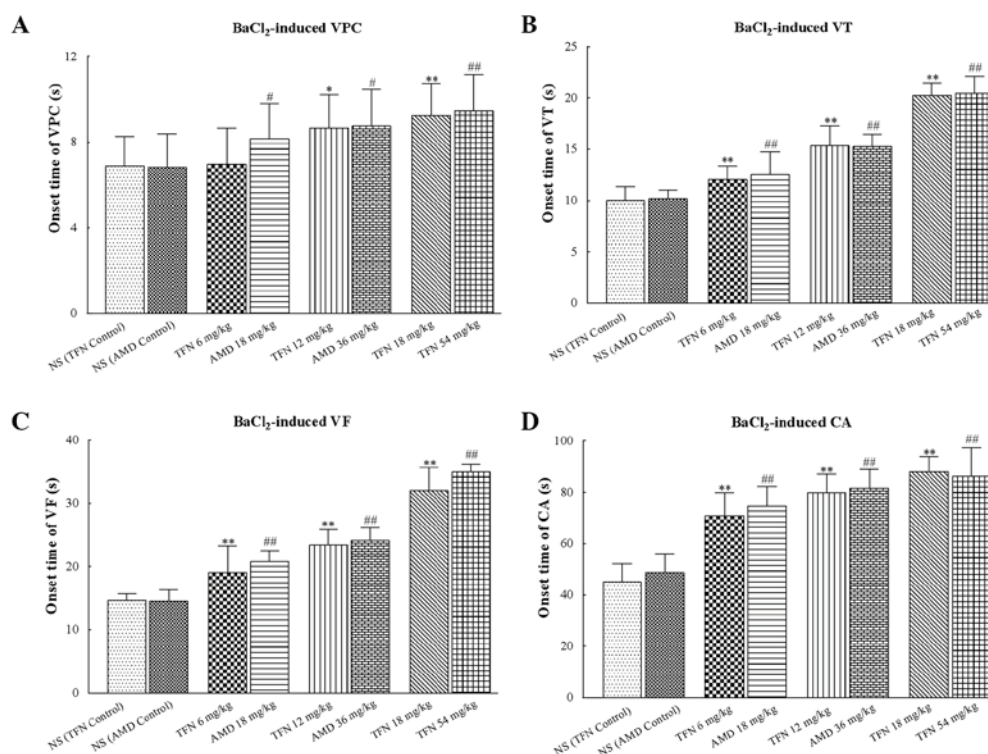 A
BaCl₂-induced VPC
Onset time of VPC (s)
12
8
4
0
# * # ** ##
NS (TFN Control)
NS (AMD Control)
TFN 6 mg/kg
AMD 18 mg/kg
TFN 12 mg/kg
AMD 36 mg/kg
TFN 18 mg/kg
TFN 54 mg/kg
B
BaCl₂-induced VT
Onset time of VT (s)
25
20
15
10
5
0
** ## ** ## ** ##
NS (TFN Control)
NS (AMD Control)
TFN 6 mg/kg
AMD 18 mg/kg
TFN 12 mg/kg
AMD 36 mg/kg
TFN 18 mg/kg
TFN 54 mg/kg
C
BaCl₂-induced VF
Onset time of VF (s)
40
30
20
10
0
** ## ** ## ** ##
NS (TFN Control)
NS (AMD Control)
TFN 6 mg/kg
AMD 18 mg/kg
TFN 12 mg/kg
AMD 36 mg/kg
TFN 18 mg/kg
TFN 54 mg/kg
D
BaCl₂-induced CA
Onset time of CA (s)
100
80
60
40
20
0
** ## ** ## ** ##
NS (TFN Control)
NS (AMD Control)
TFN 6 mg/kg
AMD 18 mg/kg
TFN 12 mg/kg
AMD 36 mg/kg
TFN 18 mg/kg
TFN 54 mg/kg